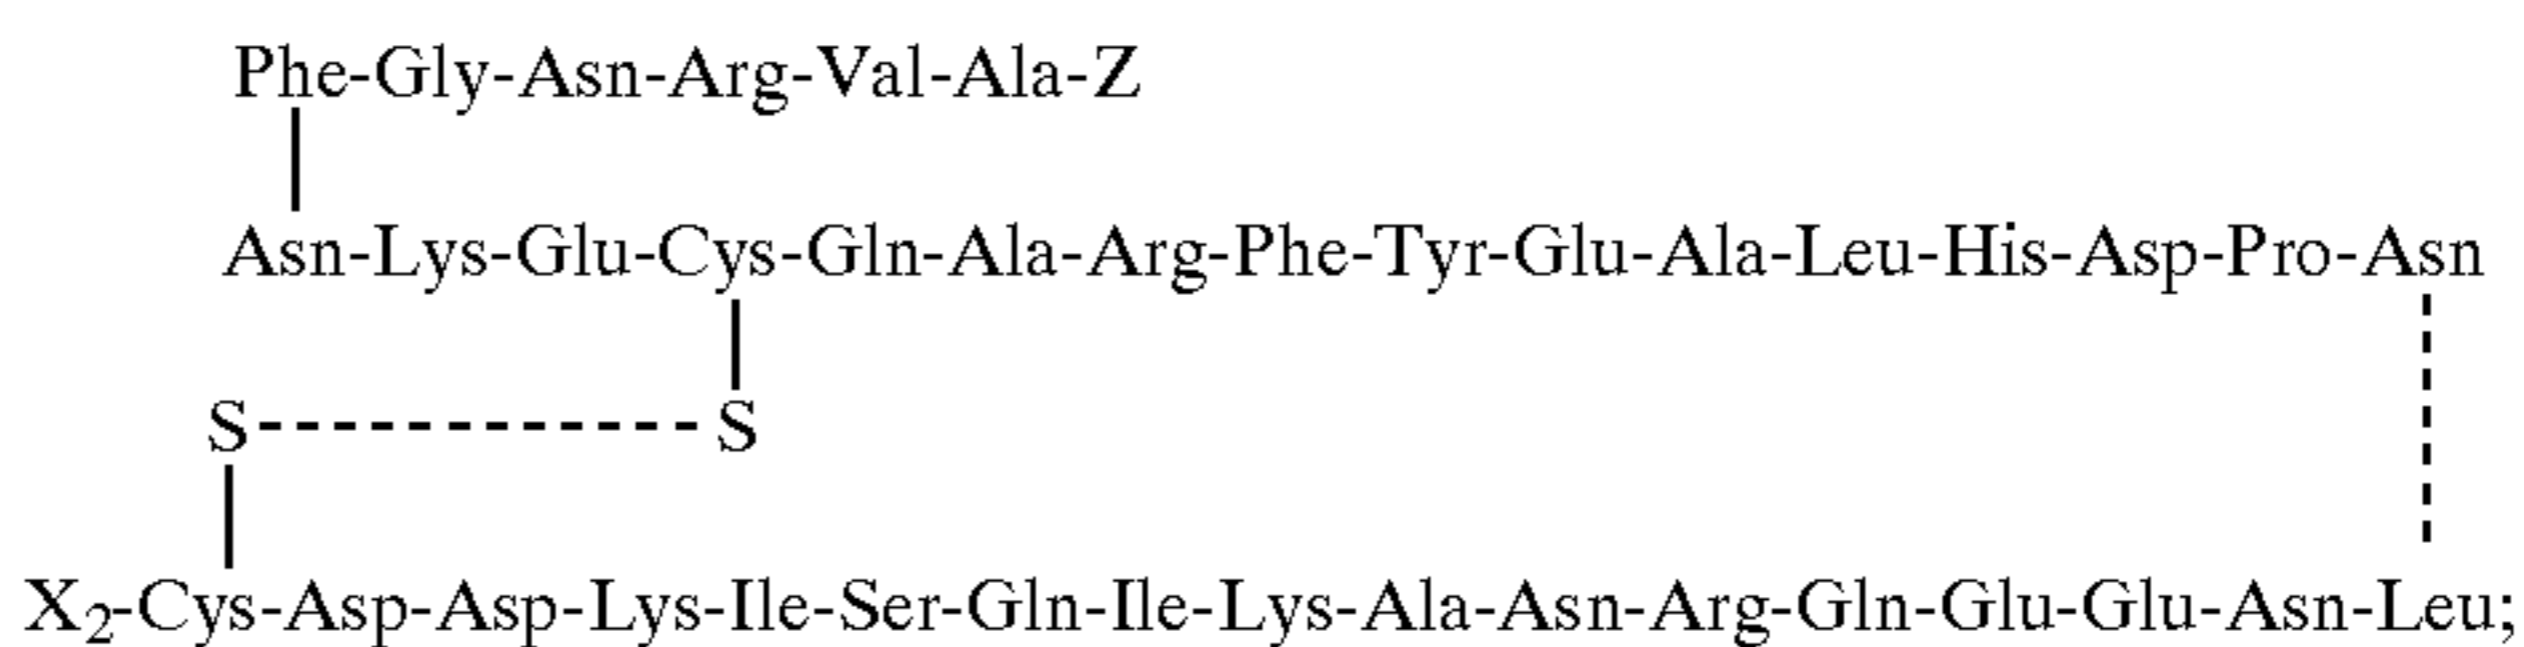 Phe-Gly-Asn-Arg-Val-Ala-Z
Asn-Lys-Glu-Cys-Gln-Ala-Arg-Phe-Tyr-Glu-Ala-Leu-His-Asp-Pro-Asn
S S
X₂-Cys-Asp-Asp-Lys-Ile-Ser-Gln-Ile-Lys-Ala-Asn-Arg-Gln-Glu-Glu-Asn-Leu;